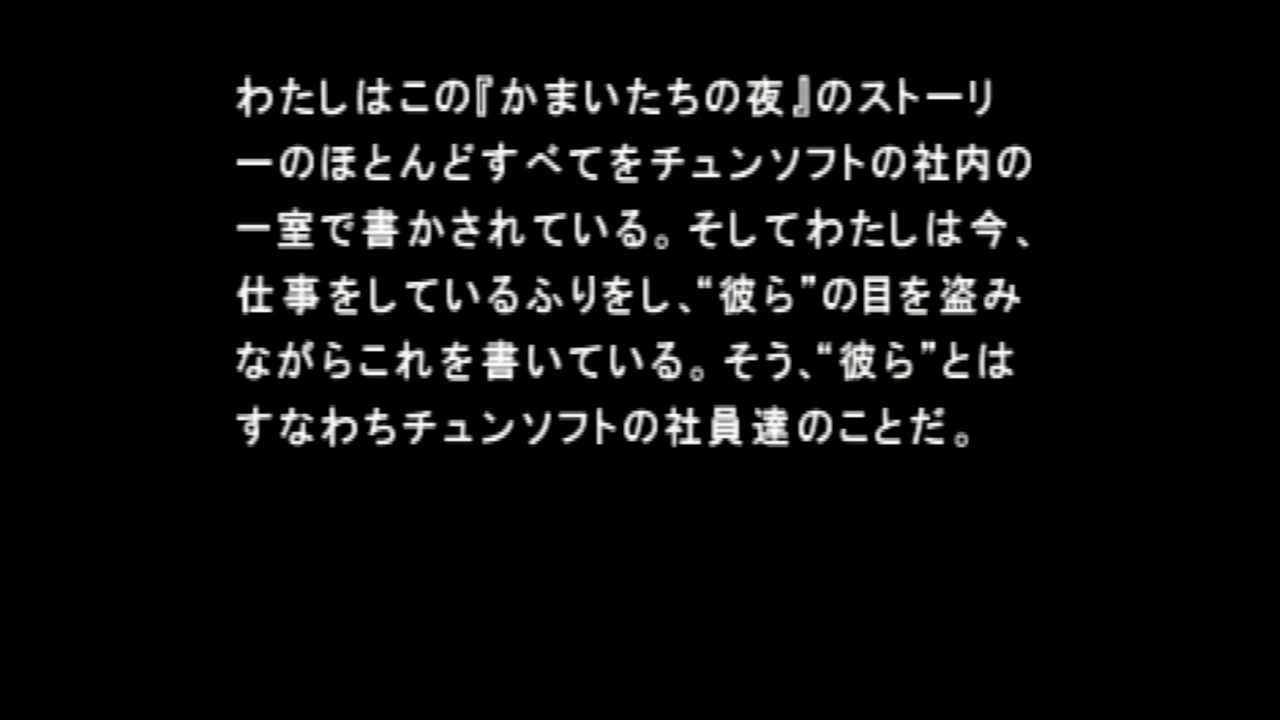 わたしはこの『かまいたちの夜』のストーリ
ーのほとんどすべてをチュンソフトの社内の
一室で書かされている。そしてわたしは今、
仕事をしているふりをし、“彼ら”の目を盗み
ながらこれを書いている。そう、“彼ら”とは
すなわちチュンソフトの社員達のことだ。